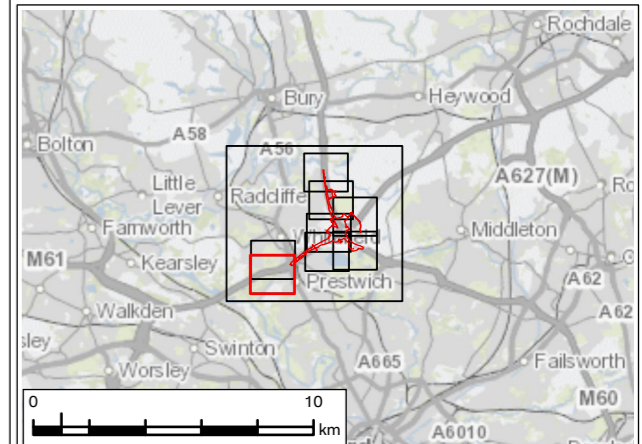 Rochdale
Bury
Heywood
Bolton
A58
A56
A627(M)
Little
Lever
Radcliffe
Farnworth
Middleton
M61
Kearsley
A62
Prestwich
Walkden
A62
Swinton
A665
Failsworth
Worsley
M60
0
10
km
A6010